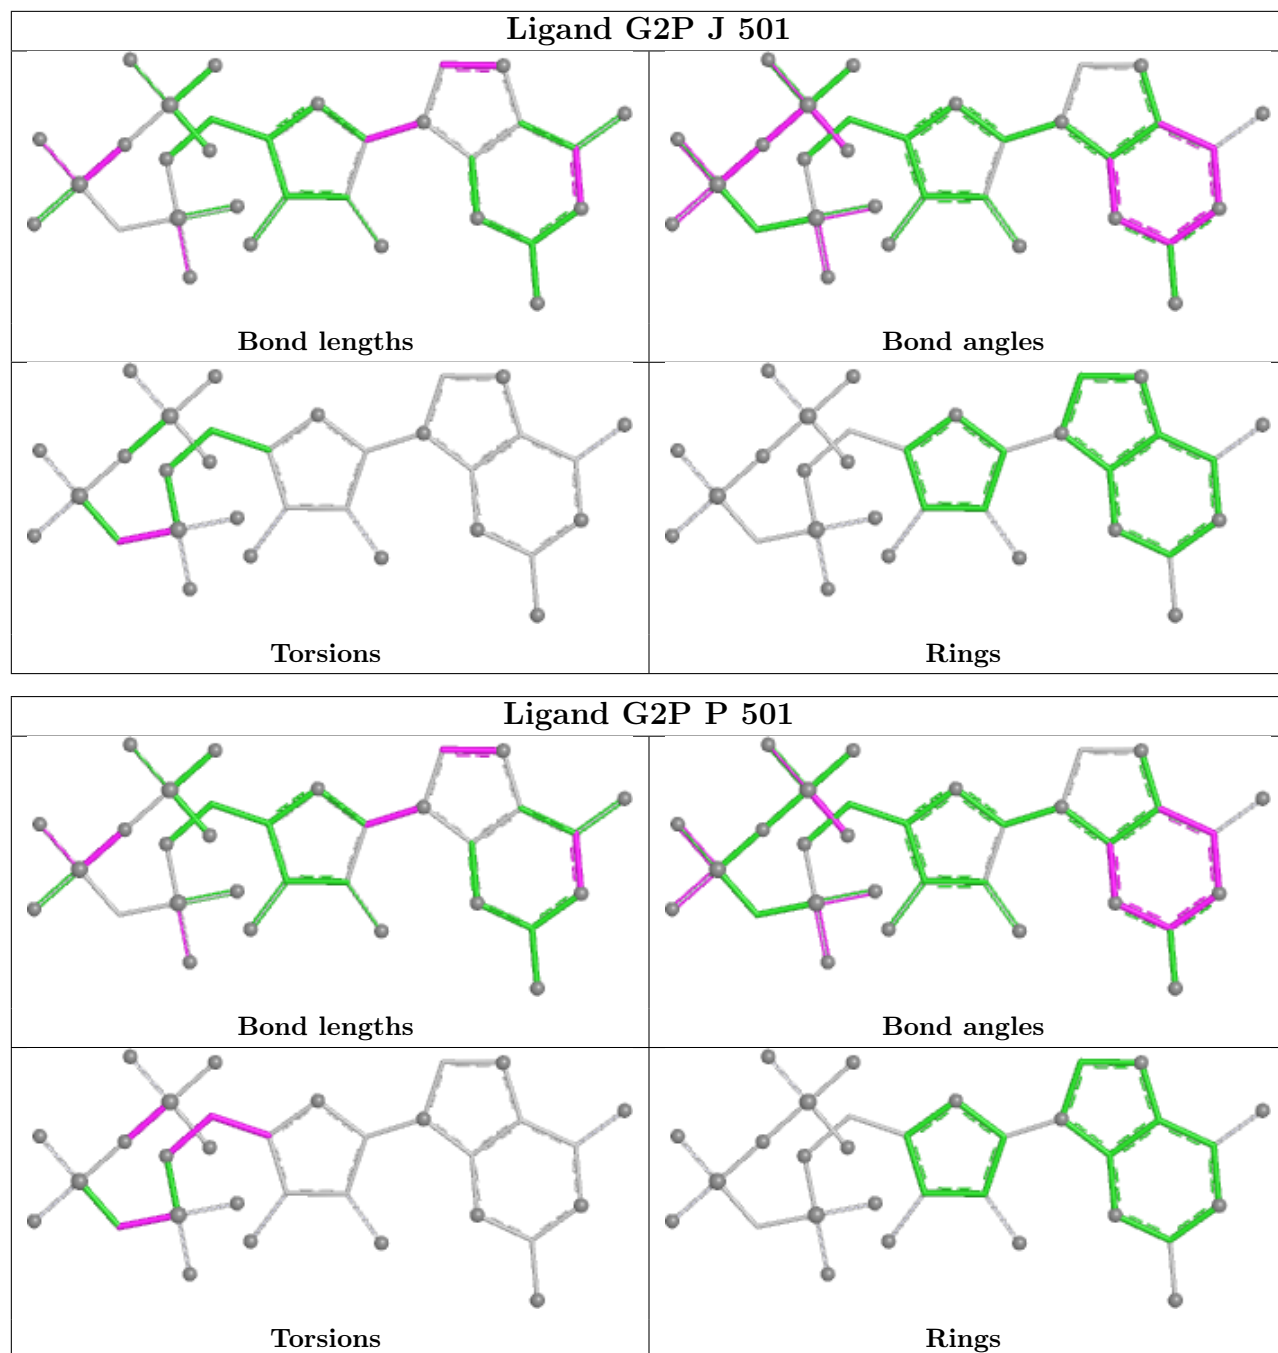 Ligand G2P J 501
Bond lengths
Bond angles
Torsions
Rings
Ligand G2P P 501
Bond lengths
Bond angles
Torsions
Rings